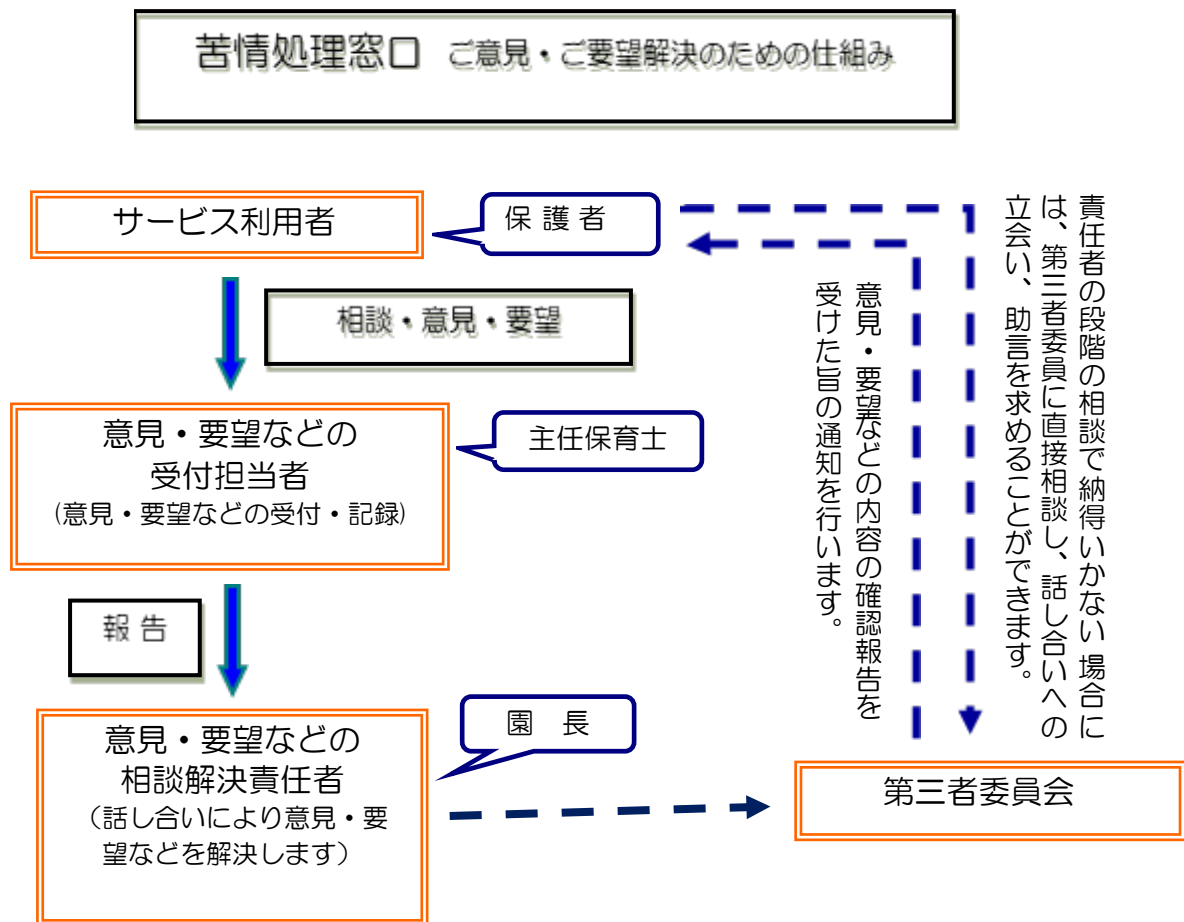 苦情処理窓口 ご意見・ご要望解決のための仕組み
サービス利用者
保 護 者
相談・意見・要望
意見・要望などの
受付担当者
(意見・要望などの受付・記録)
主任保育士
報 告
意見・要望などの
相談解決責任者
（話し合いにより意見・要
望などを解決します）
園 長
第三者委員会
責任者の段階の相談で納得いかない場合に
は、第三者委員に直接相談し、話し合いへの
立会い、助言を求めることができます。
意見・要望などの内容の確認報告を
受けた旨の通知を行います。